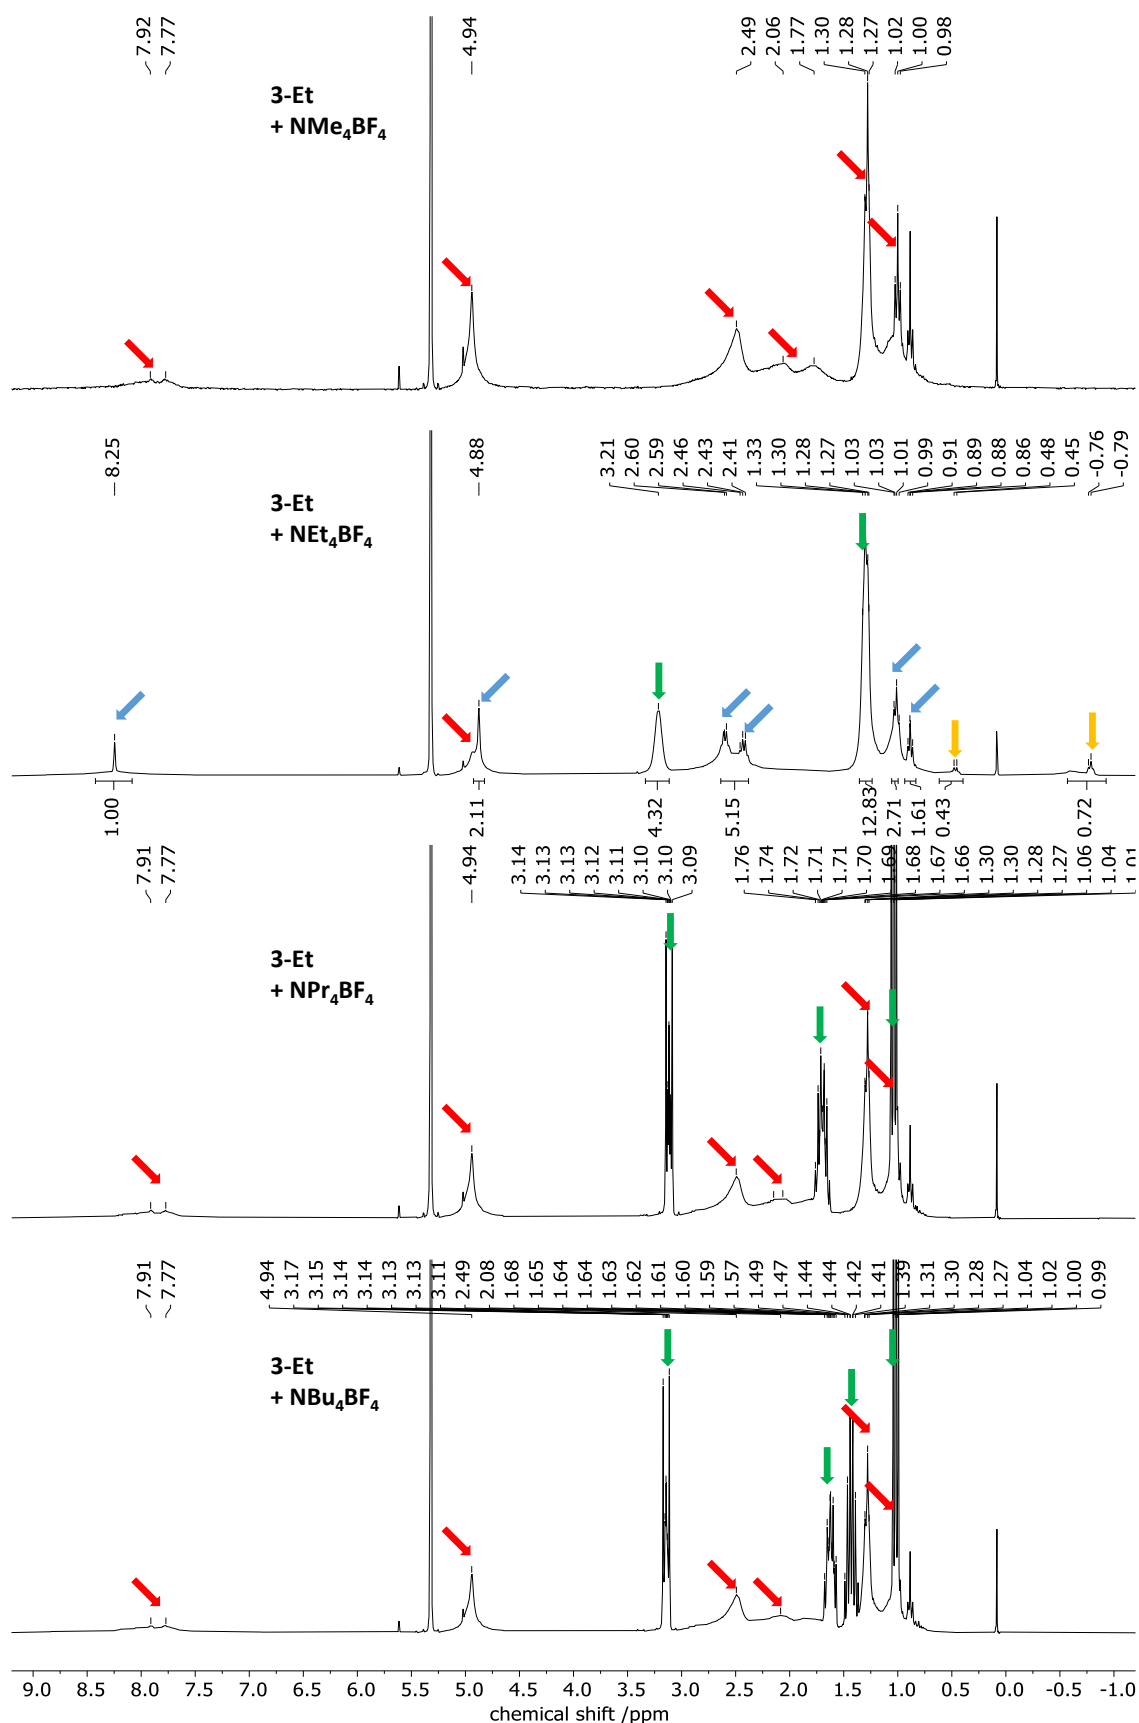 7.92 7.77 4.94 2.49 2.06 1.77 1.30 1.28 1.27 1.02 1.00 0.98
3-Et
+ NMe₄BF₄
8.25 4.88 3.21 2.60 2.59 2.46 2.43 2.41 1.33 1.30 1.28 1.27 1.03 1.03 1.01 0.99 0.91 0.89 0.88 0.86 0.48 0.45 -0.76 -0.79
3-Et
+ NEt₄BF₄
1.00 2.11 4.32 5.15 12.83 2.71 1.61 0.43 0.72
7.91 7.77 4.94 3.14 3.13 3.13 3.12 3.11 3.10 3.10 3.09 1.76 1.74 1.72 1.71 1.71 1.70 1.69 1.68 1.67 1.66 1.30 1.30 1.28 1.27 1.06 1.04 1.01
3-Et
+ NPr₄BF₄
7.91 7.77 4.94 3.17 3.15 3.14 3.14 3.13 3.13 3.11 2.49 2.08 1.68 1.65 1.64 1.63 1.62 1.61 1.60 1.59 1.57 1.49 1.47 1.44 1.44 1.42 1.41 1.39 1.31 1.30 1.28 1.27 1.04 1.02 1.00 0.99
3-Et
+ NBu₄BF₄
9.0 8.5 8.0 7.5 7.0 6.5 6.0 5.5 5.0 4.5 4.0 3.5 3.0 2.5 2.0 1.5 1.0 0.5 0.0 -0.5 -1.0
chemical shift /ppm